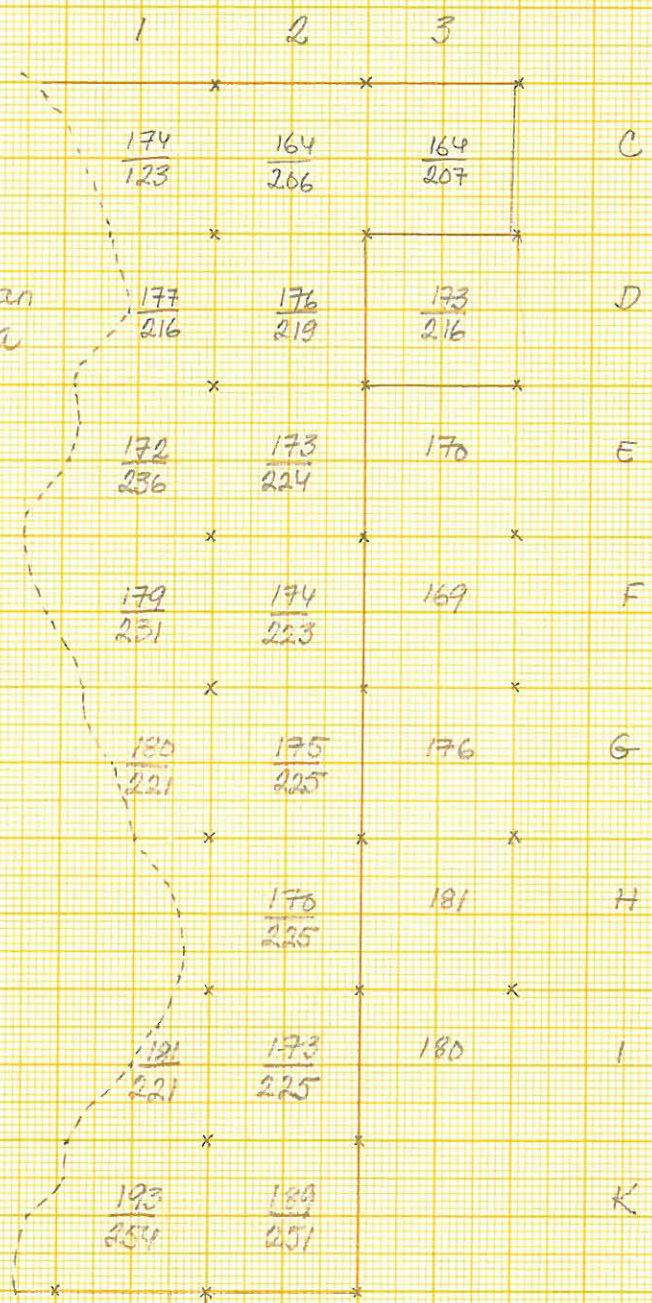 1 2 3
174 164 164 C
123 206 207
177 176 173 D
216 219 216
172 173 170 E
236 224
179 174 169 F
231 223
180 175 176 G
221 225
170 181 H
225
181 173 180 I
221 225
193 189 K
254 251